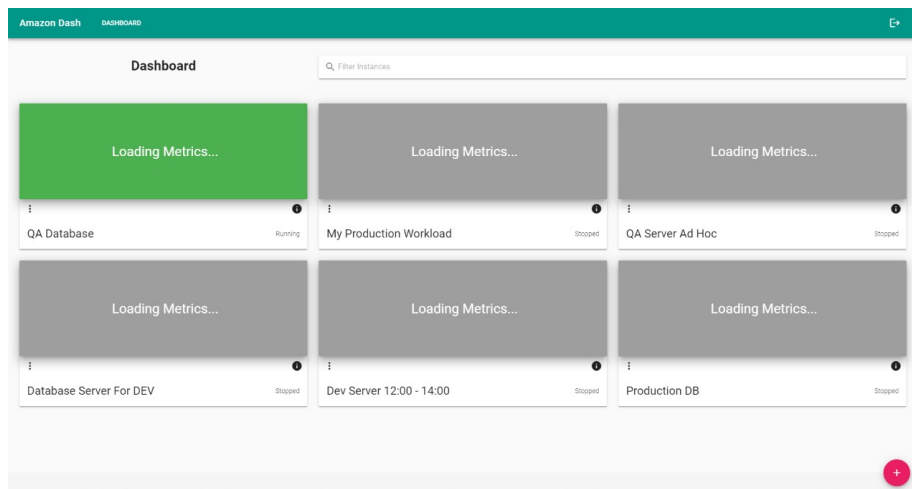 Amazon Dash DASHBOARD
Dashboard
Filter Instances
Loading Metrics... Loading Metrics... Loading Metrics...
QA Database Running My Production Workload Stopped QA Server Ad Hoc Stopped
Loading Metrics... Loading Metrics... Loading Metrics...
Database Server For DEV Stopped Dev Server 12:00 - 14:00 Stopped Production DB Stopped